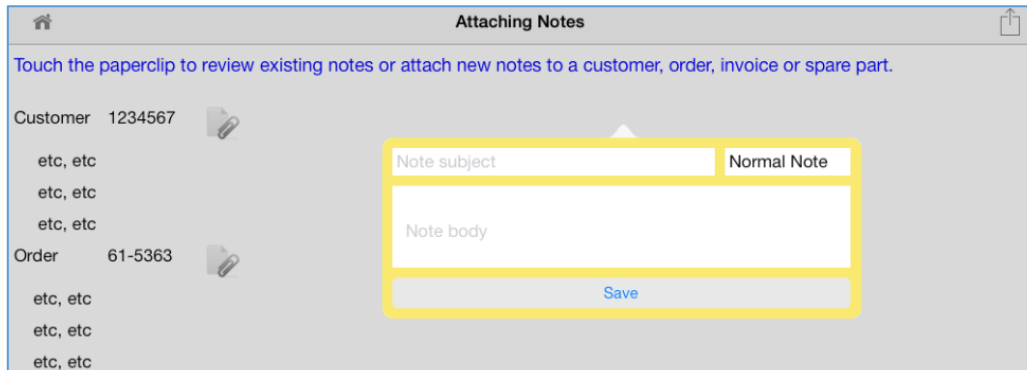 Attaching Notes
Touch the paperclip to review existing notes or attach new notes to a customer, order, invoice or spare part.
Customer 1234567
etc, etc
etc, etc
etc, etc
Order 61-5363
etc, etc
etc, etc
etc, etc
Note subject Normal Note
Note body
Save